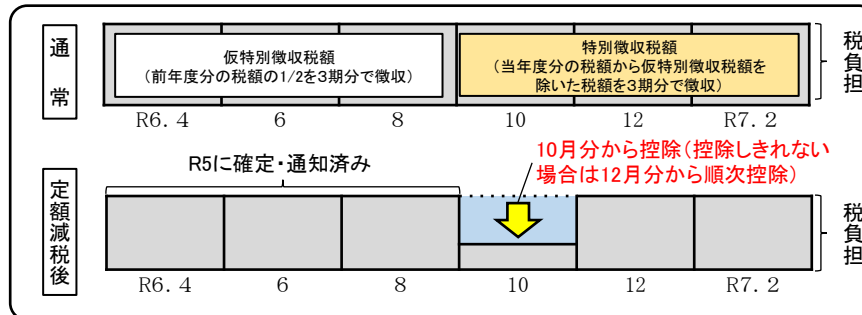 通常
仮特別徴収税額
(前年度分の税額の1/2を3期分で徴収)
特別徴収税額
(当年度分の税額から仮特別徴収税額を
除いた税額を3期分で徴収)
税負担
R6.4
6
8
10
12
R7.2
R5に確定・通知済み
10月分から控除(控除しきれない
場合は12月分から順次控除)
定額減税後
税負担
R6.4
6
8
10
12
R7.2